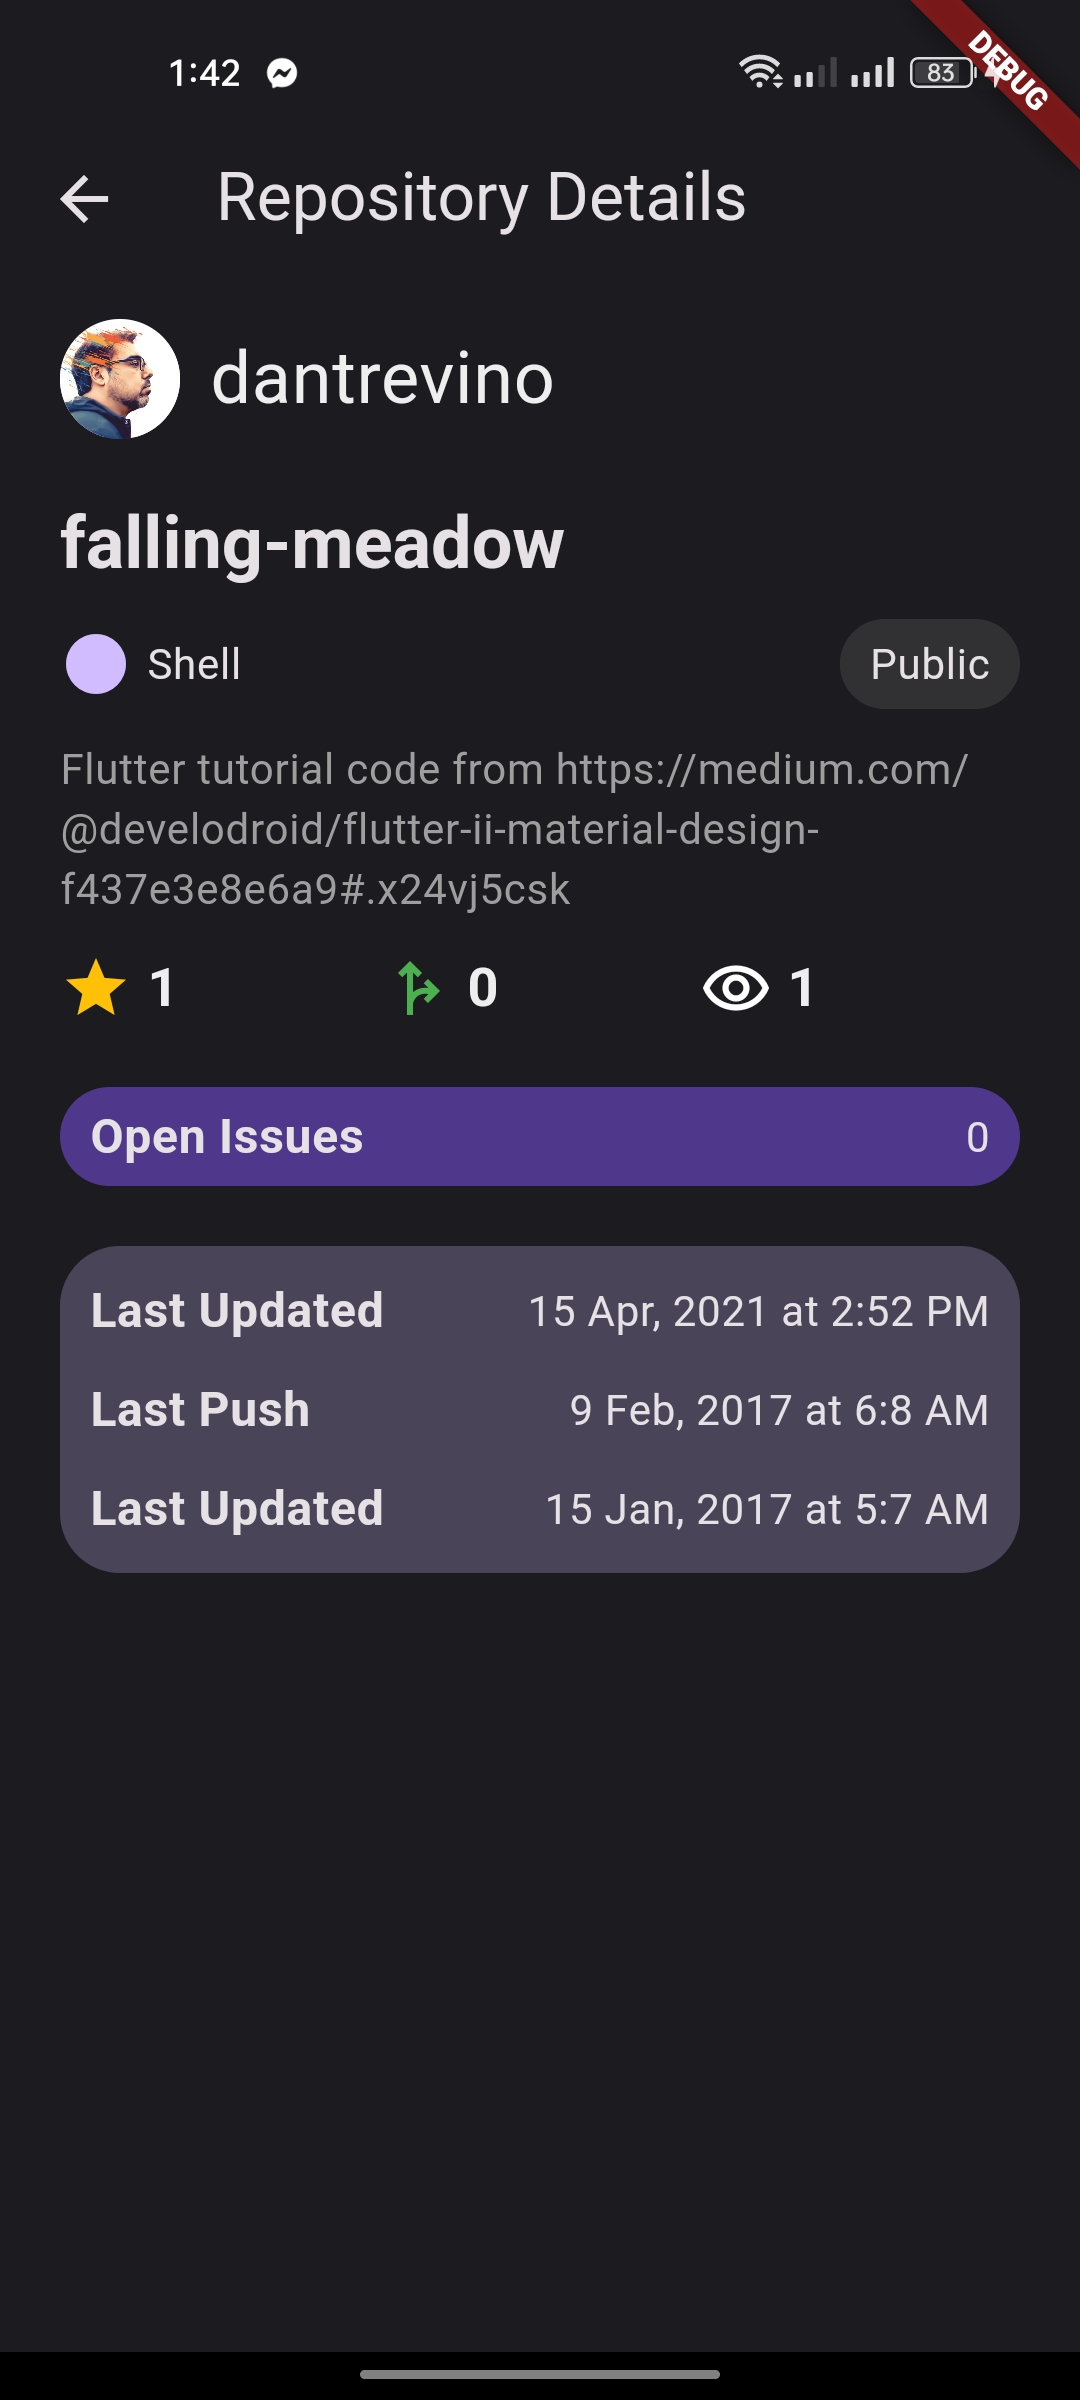 1:42
83
DEBUG
Repository Details
dantrevino
falling-meadow
Shell
Public
Flutter tutorial code from https://medium.com/
@develodroid/flutter-ii-material-design-
f437e3e8e6a9#.x24vj5csk
1
0
1
Open Issues
0
Last Updated
15 Apr, 2021 at 2:52 PM
Last Push
9 Feb, 2017 at 6:8 AM
Last Updated
15 Jan, 2017 at 5:7 AM